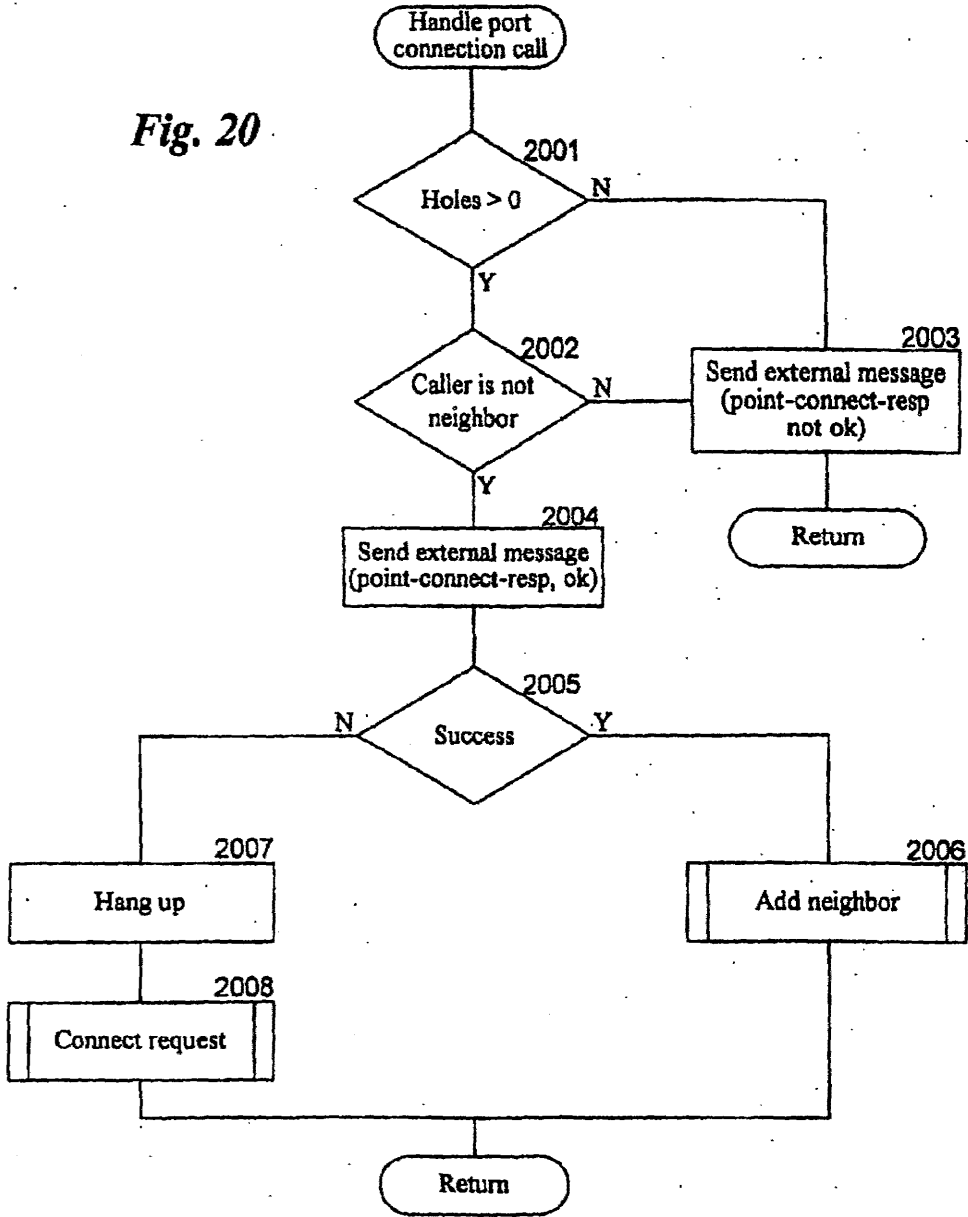 Handle port
connection call
Fig. 20
2001
Holes > 0
N
Y
2002
Caller is not
neighbor
N
Y
2003
Send external message
(point-connect-resp
not ok)
Return
2004
Send external message
(point-connect-resp, ok)
2005
Success
N
Y
2007
Hang up
2006
Add neighbor
2008
Connect request
Return